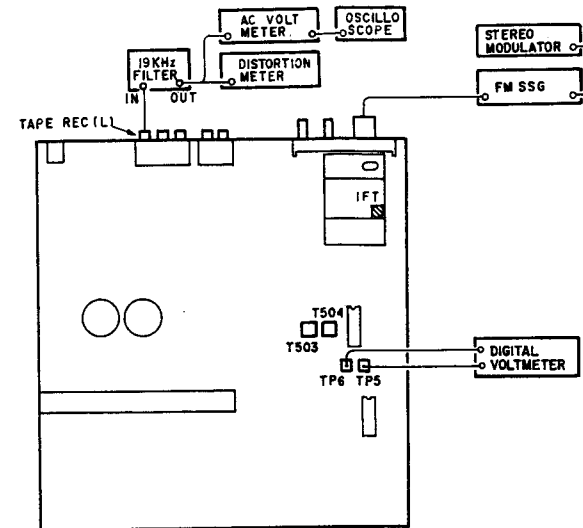 AC VOLT
METER.
OSCILLO
SCOPE
STEREO
MODULATOR
19KHz
FILTER
DISTORTION
METER
IN
OUT
FM SSG
TAPE REC (L)
IFT
T504
T503
TP6
TP5
DIGITAL
VOLTMETER